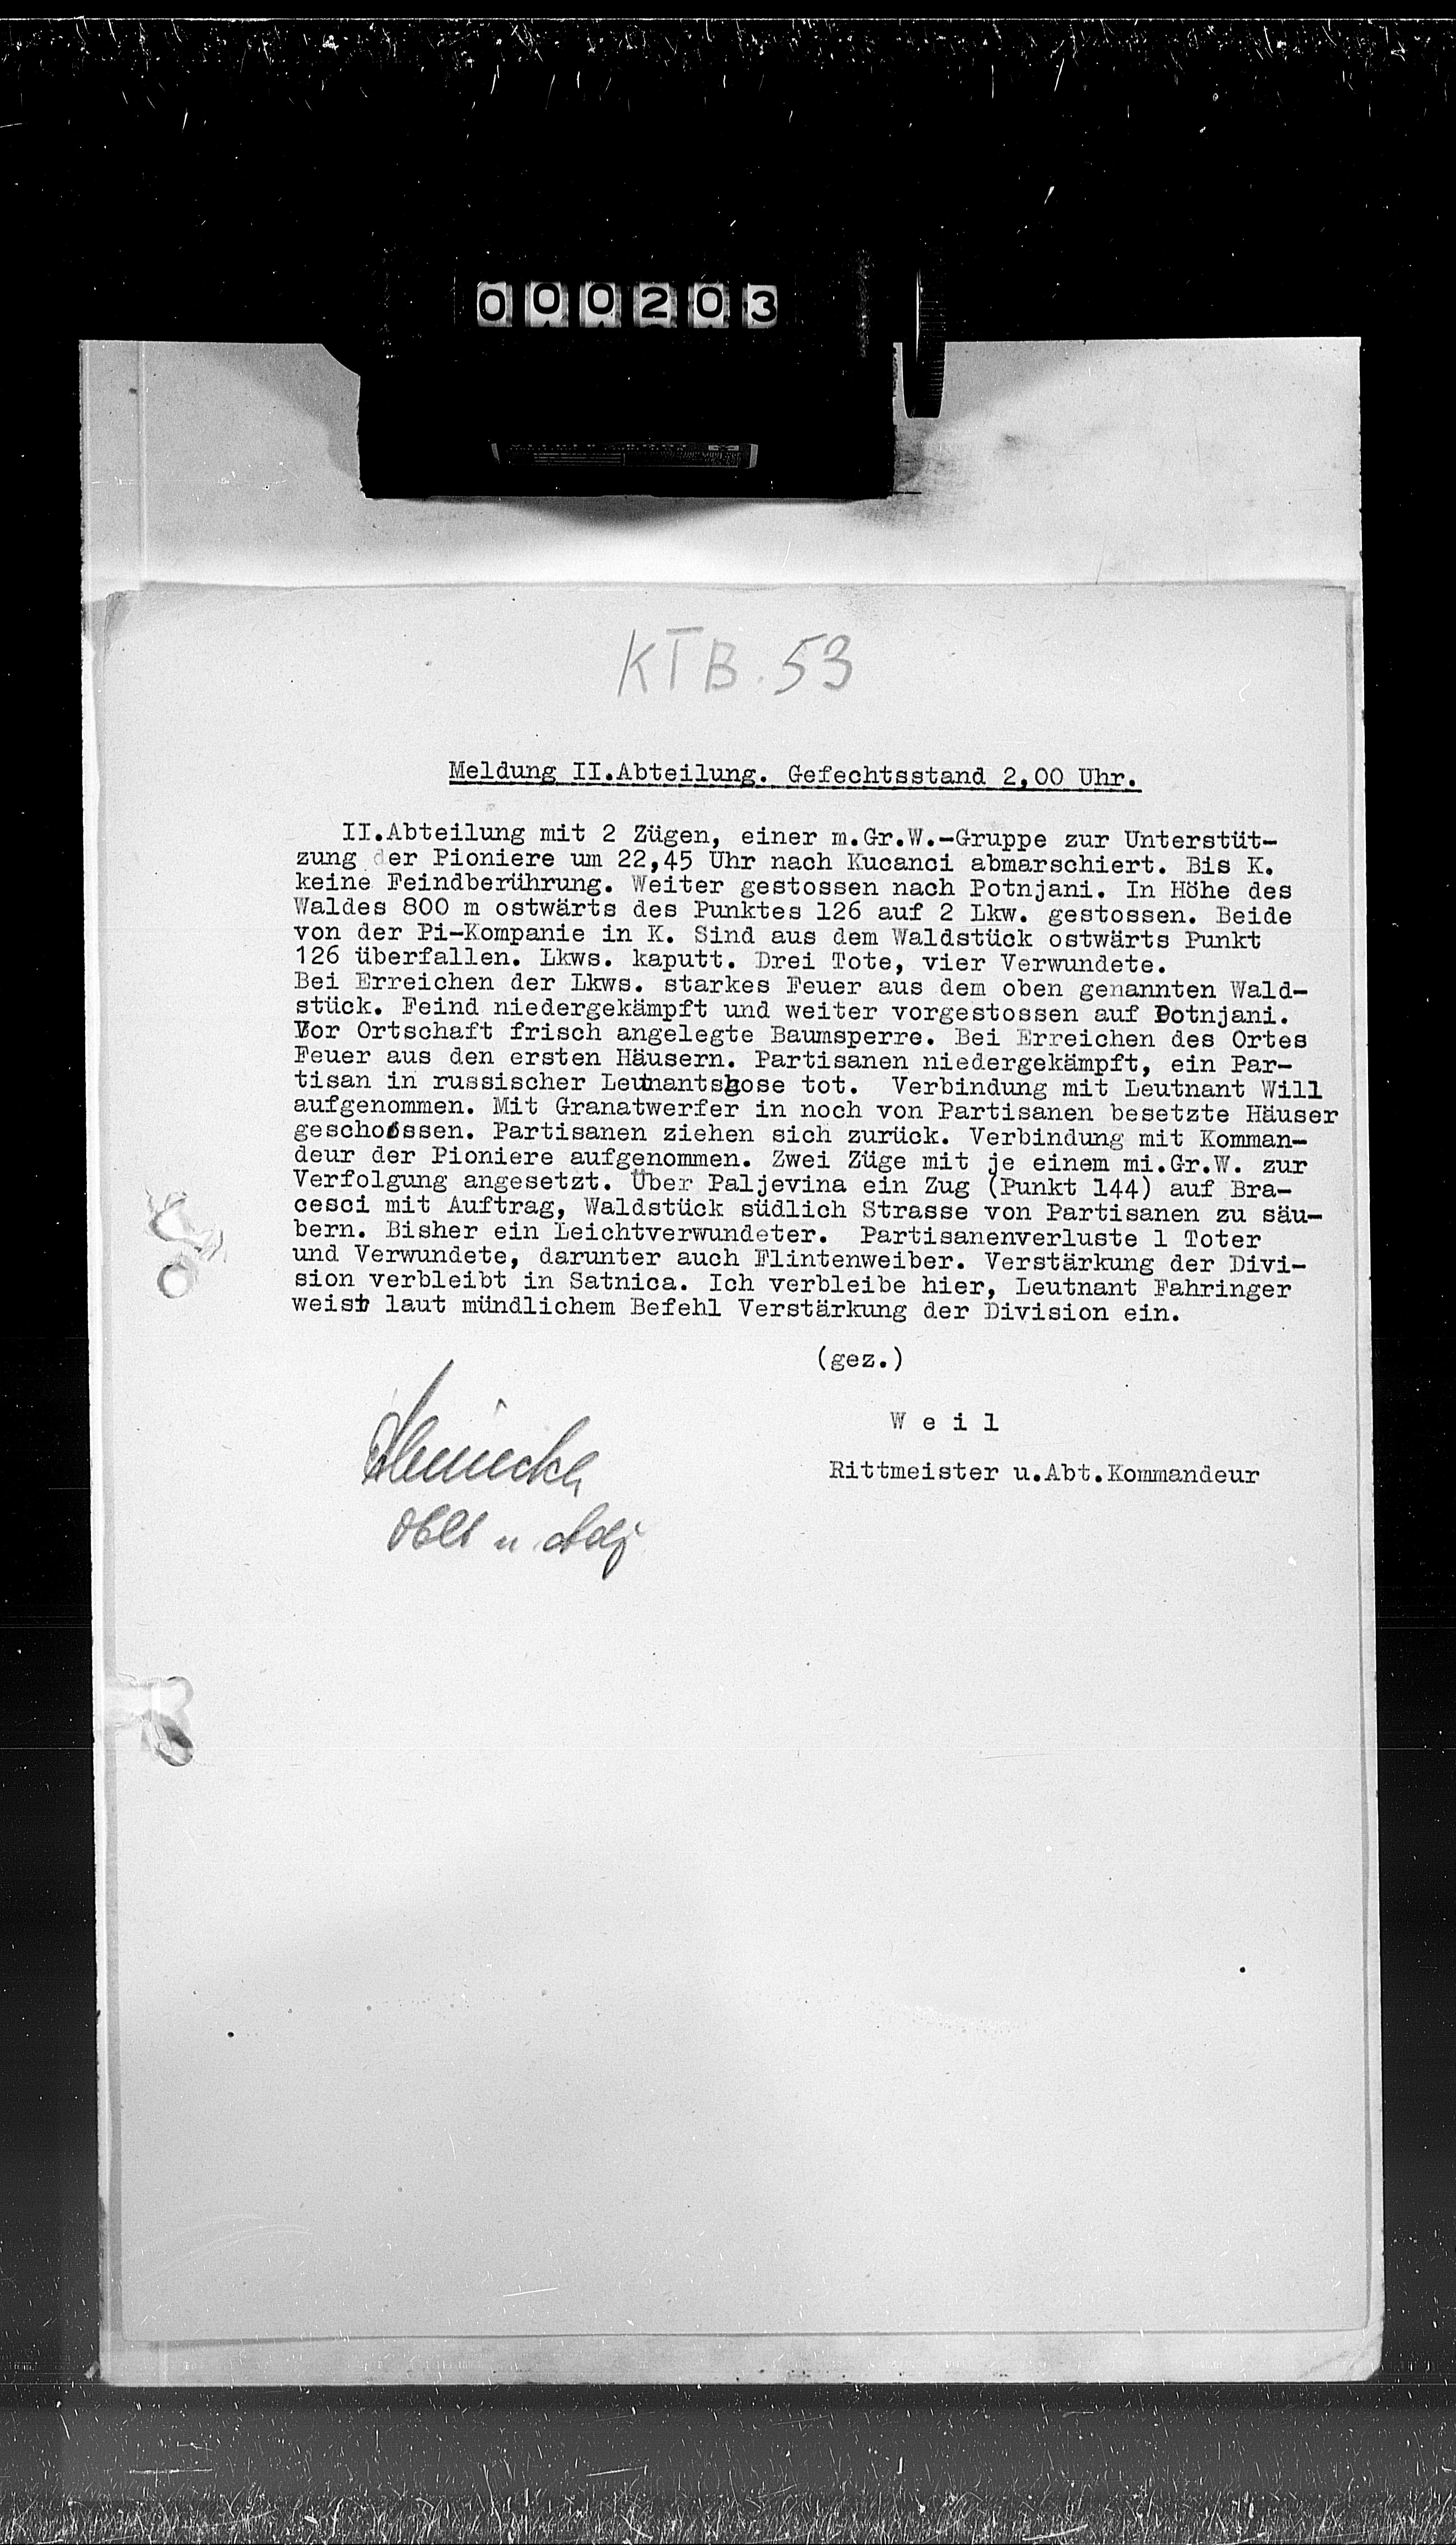 000203
KTB. 53
Meldung II.Abteilung. Gefechtsstand 2,00 Uhr.
II.Abteilung mit 2 Zügen, einer m.Gr.W.-Gruppe zur Unterstüt-
zung der Pioniere um 22,45 Uhr nach Kucanci abmarschiert. Bis K.
keine Feindberührung. Weiter gestossen nach Potnjani. In Höhe des
Waldes 800 m ostwärts des Punktes 126 auf 2 Lkw. gestossen. Beide
von der Pi-Kompanie in K. Sind aus dem Waldstück ostwärts Punkt
126 überfallen. Lkws. kaputt. Drei Tote, vier Verwundete.
Bei Erreichen der Lkws. starkes Feuer aus dem oben genannten Wald-
stück. Feind niedergekämpft und weiter vorgestossen auf Potnjani.
Vor Ortschaft frisch angelegte Baumsperre. Bei Erreichen des Ortes
Feuer aus den ersten Häusern. Partisanen niedergekämpft, ein Par-
tisan in russischer Leutnantshose tot. Verbindung mit Leutnant Will
aufgenommen. Mit Granatwerfer in noch von Partisanen besetzte Häuser
geschossen. Partisanen ziehen sich zurück. Verbindung mit Komman-
deur der Pioniere aufgenommen. Zwei Züge mit je einem mi.Gr.W. zur
Verfolgung angesetzt. Über Paljevina ein Zug (Punkt 144) auf Bra-
cesci mit Auftrag, Waldstück südlich Strasse von Partisanen zu säu-
bern. Bisher ein Leichtverwundeter. Partisanenverluste 1 Toter
und Verwundete, darunter auch Flintenweiber. Verstärkung der Divi-
sion verbleibt in Satnica. Ich verbleibe hier, Leutnant Fahringer
weist laut mündlichem Befehl Verstärkung der Division ein.
(gez.)
W e i l
Rittmeister u.Abt.Kommandeur
Oblt u Adj